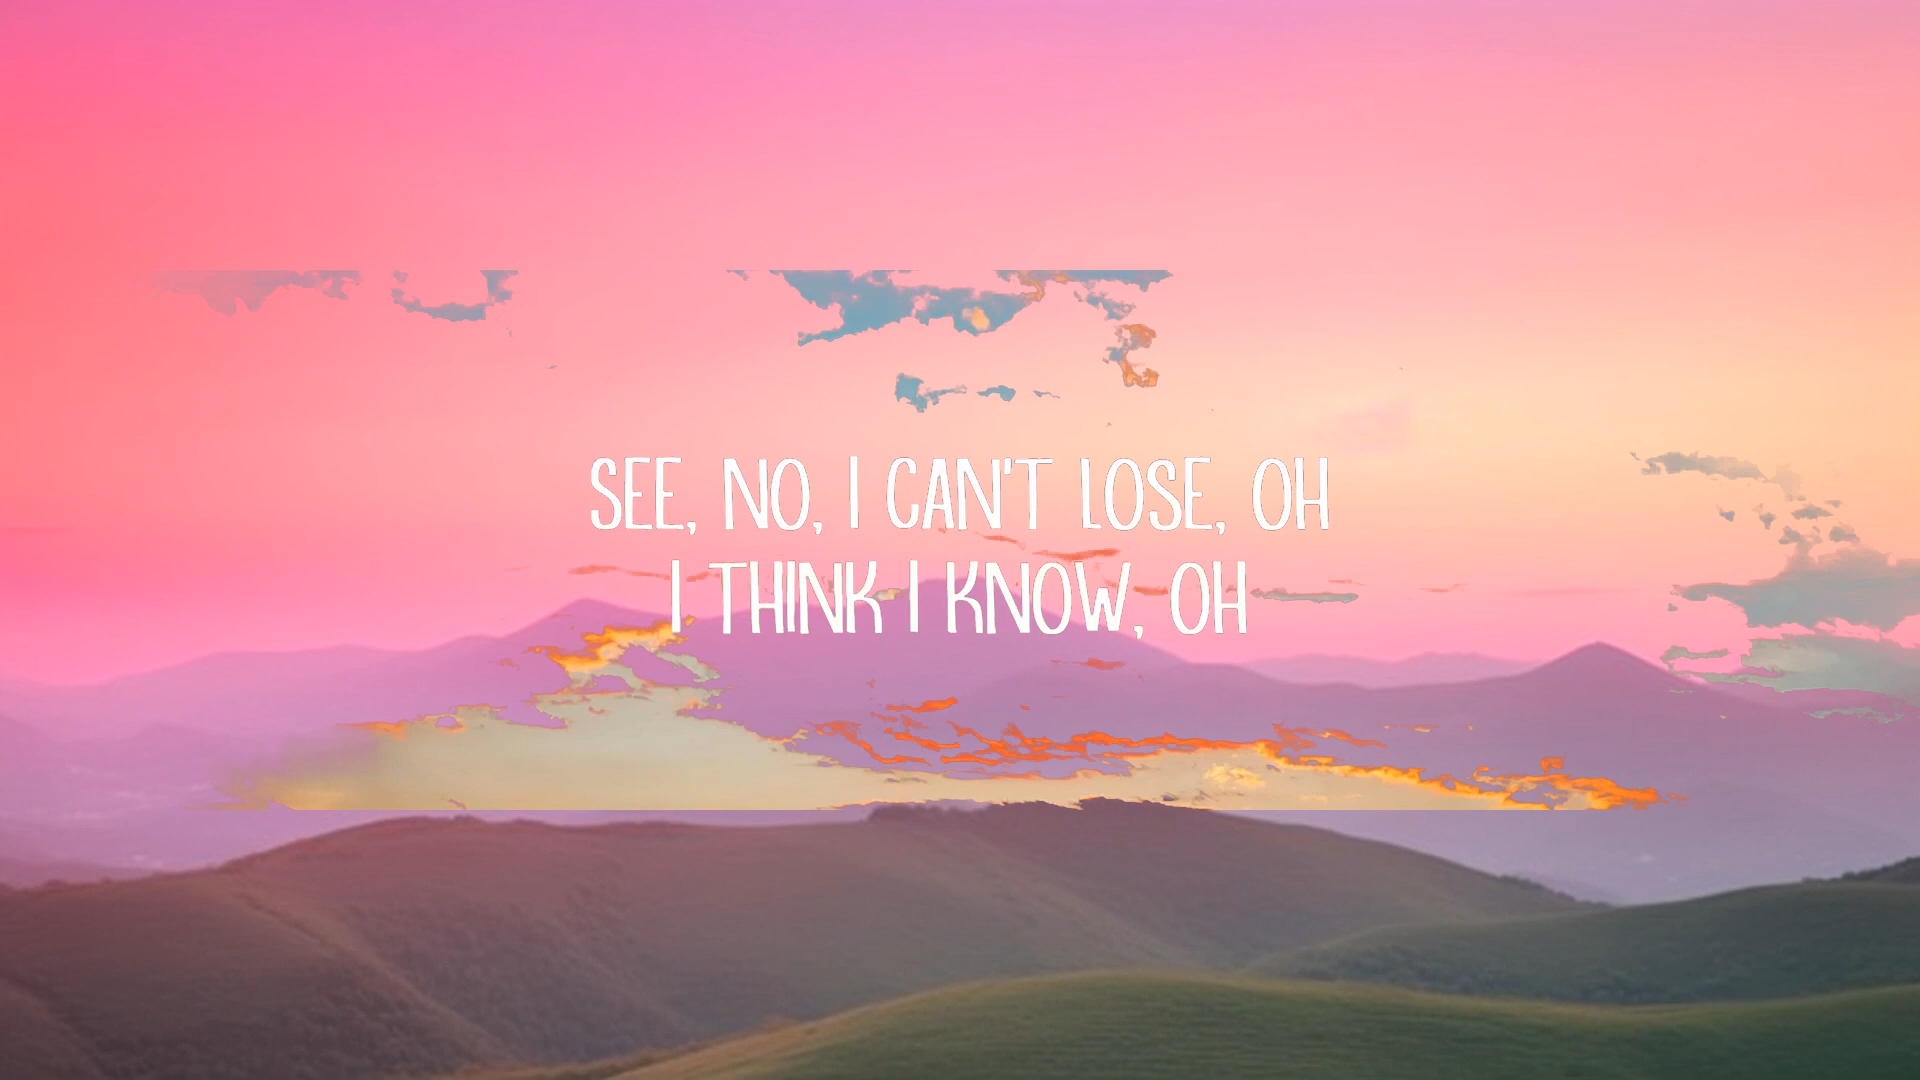 SEE, NO, I CAN'T LOSE, OH
I THINK I KNOW, OH